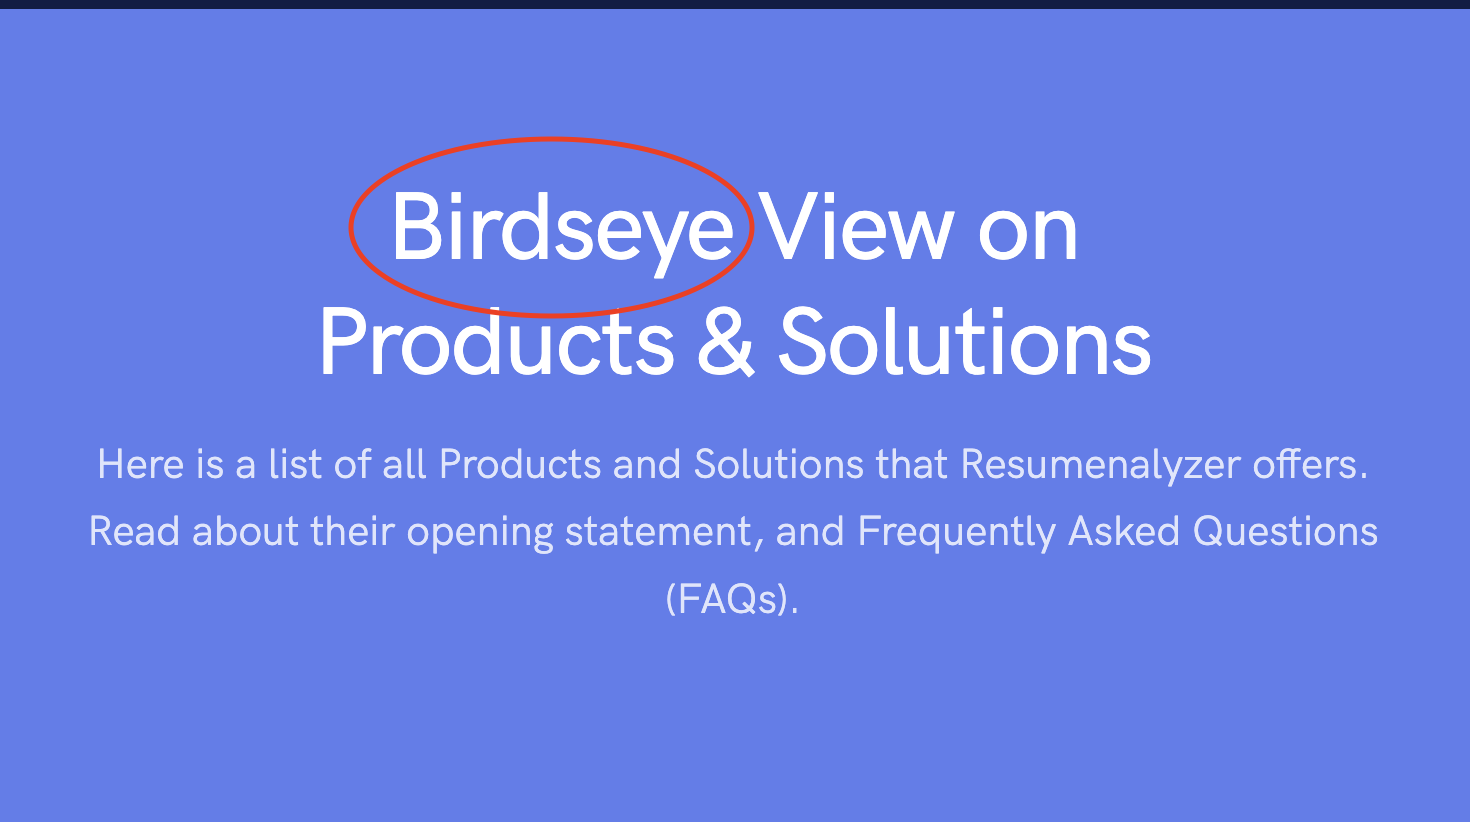 Birdseye View on
Products & Solutions
Here is a list of all Products and Solutions that Resumenalyzer offers.
Read about their opening statement, and Frequently Asked Questions
(FAQs).